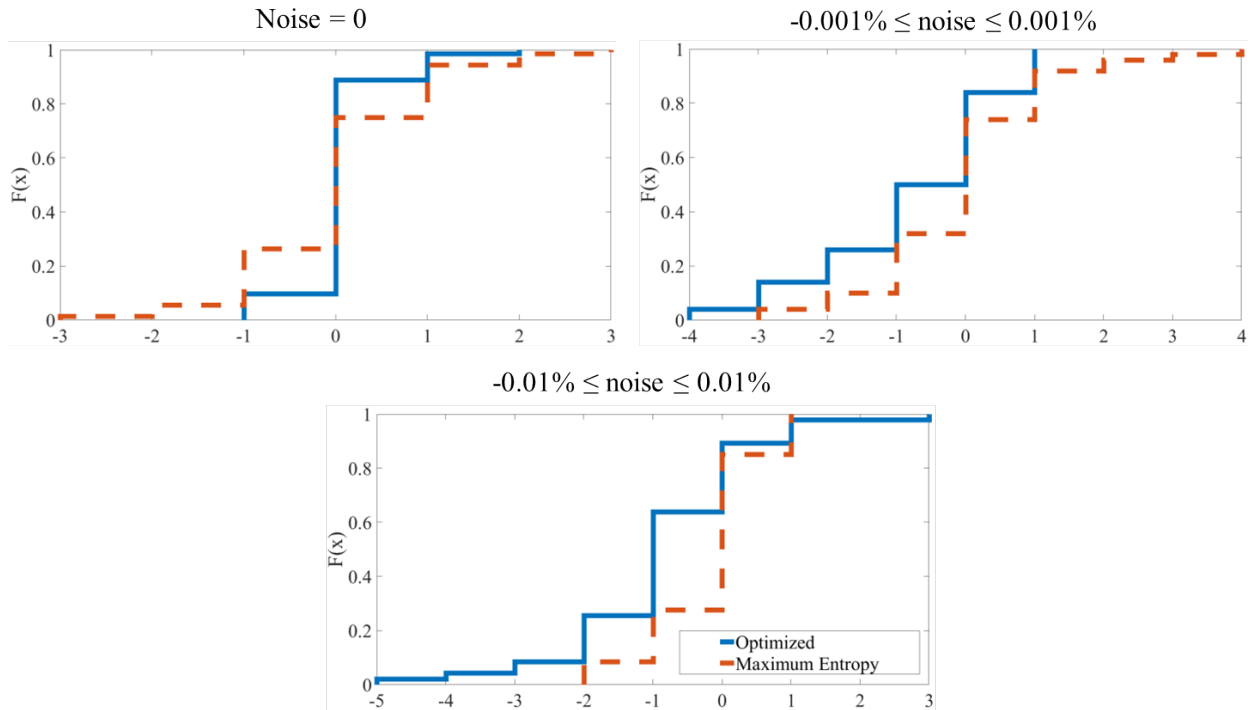 Noise = 0
-0.001% ≤ noise ≤ 0.001%
1
0.8
0.6
0.4
0.2
0
F(x)
-3 -2 -1 0 1 2 3
1
0.8
0.6
0.4
0.2
0
F(x)
-4 -3 -2 -1 0 1 2 3 4
-0.01% ≤ noise ≤ 0.01%
1
0.8
0.6
0.4
0.2
0
F(x)
Optimized
Maximum Entropy
-5 -4 -3 -2 -1 0 1 2 3